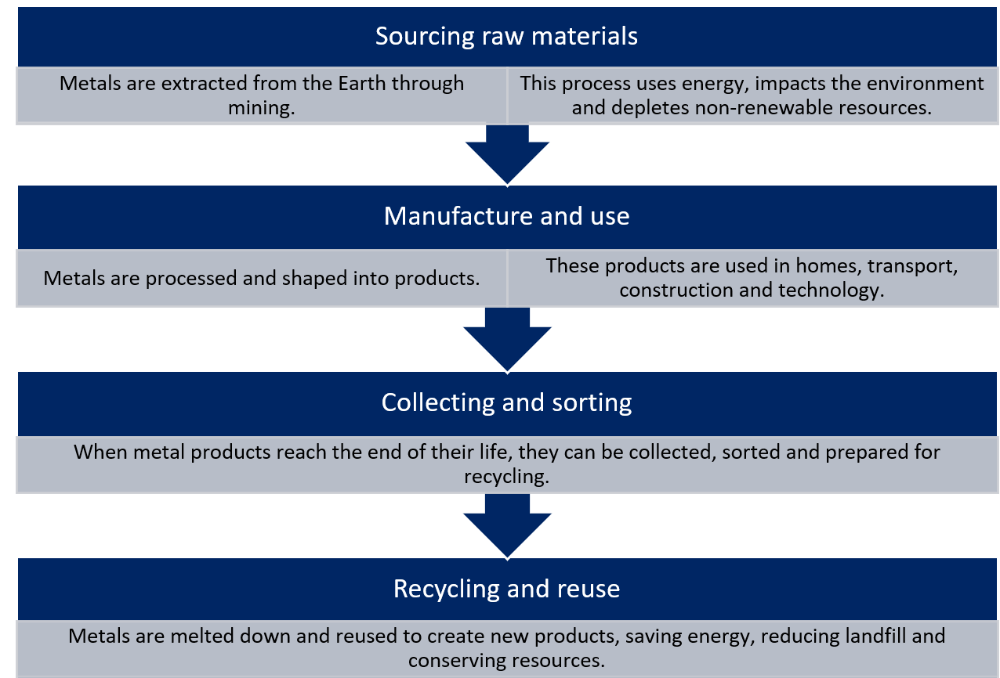 Sourcing raw materials
Metals are extracted from the Earth through
mining.
This process uses energy, impacts the environment
and depletes non-renewable resources.
Manufacture and use
Metals are processed and shaped into products.
These products are used in homes, transport,
construction and technology.
Collecting and sorting
When metal products reach the end of their life, they can be collected, sorted and prepared for
recycling.
Recycling and reuse
Metals are melted down and reused to create new products, saving energy, reducing landfill and
conserving resources.